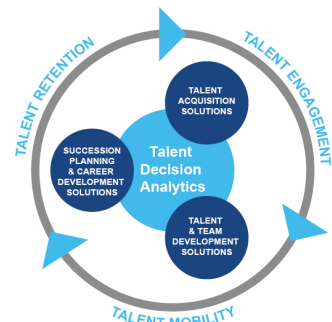 TALENT RETENTION
TALENT ENGAGEMENT
TALENT
ACQUISITION
SOLUTIONS
SUCCESSION
PLANNING
& CAREER
DEVELOPMENT
SOLUTIONS
Talent
Decision
Analytics
TALENT
& TEAM
DEVELOPMENT
SOLUTIONS
TALENT MOBILITY